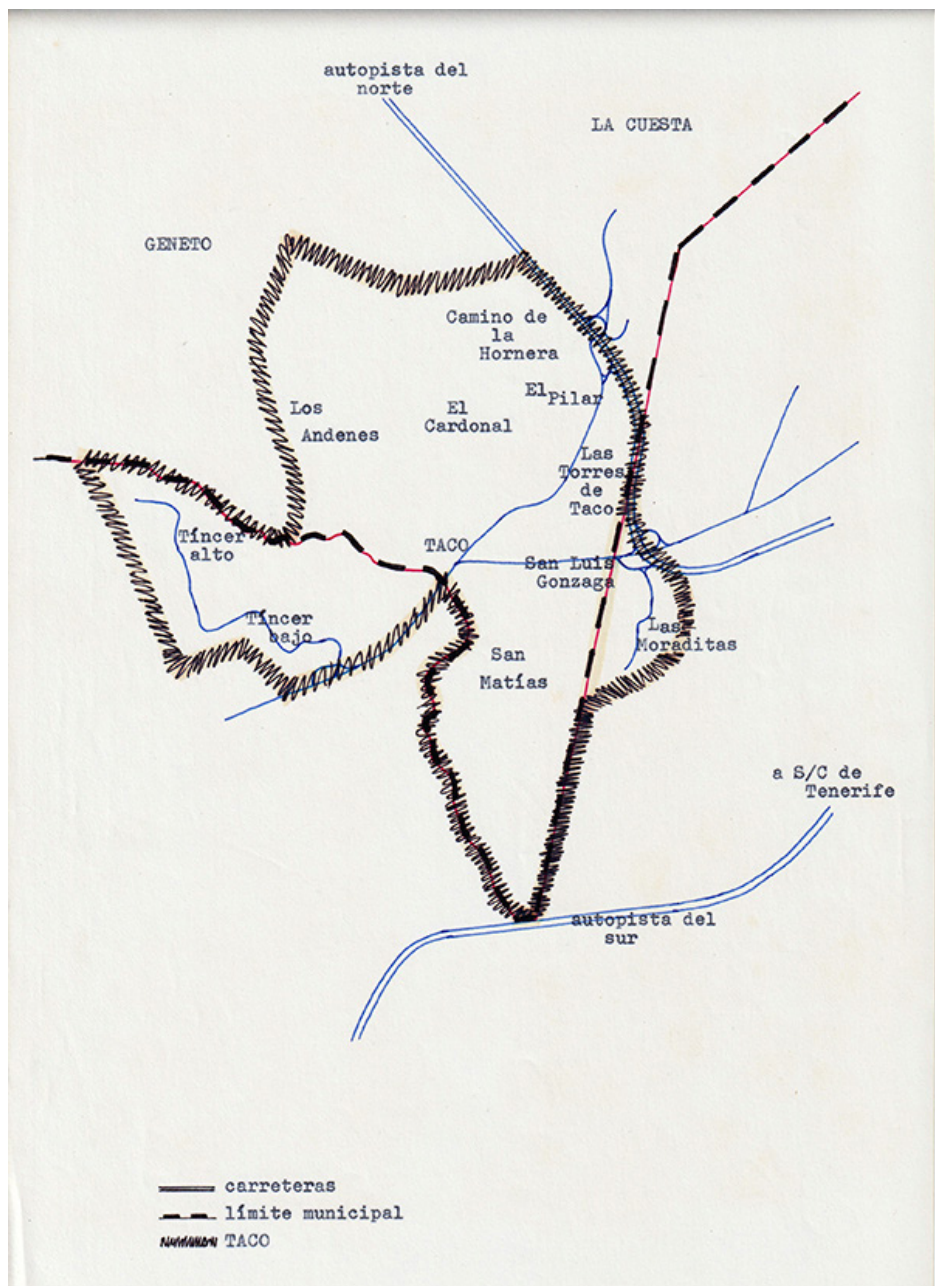 autopista del
norte
LA CUESTA
GENETO
Camino de
la
Hornera
El Pilar
Los
Andenes
El
Cardonal
Las
Torres
de
Taco
Tíncer
alto
TACO
San Luis
Gonzaga
Tíncer
bajo
Las
Moraditas
San
Matías
a S/C de
Tenerife
autopista del
sur
carreteras
límite municipal
TACO